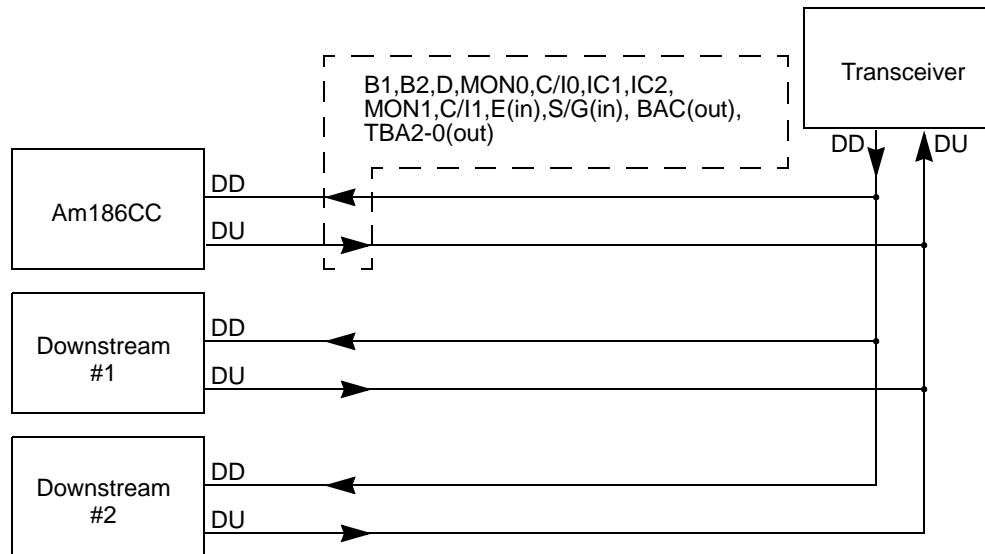 Transceiver
B1,B2,D,MON0,C/I0,IC1,IC2,
MON1,C/I1,E(in),S/G(in), BAC(out),
TBA2-0(out)
DD
DU
DD
Am186CC
DU
DD
Downstream
#1
DU
DD
Downstream
#2
DU